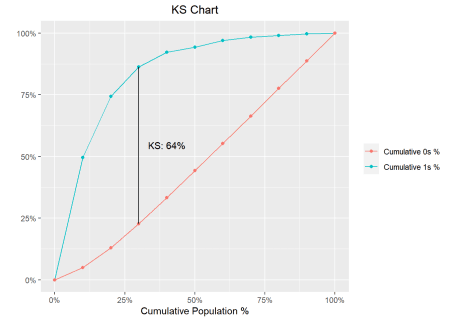 KS Chart
100%
75%
50%
25%
0%
KS: 64%
0%
25%
50%
75%
100%
Cumulative Population %
Cumulative 0s %
Cumulative 1s %